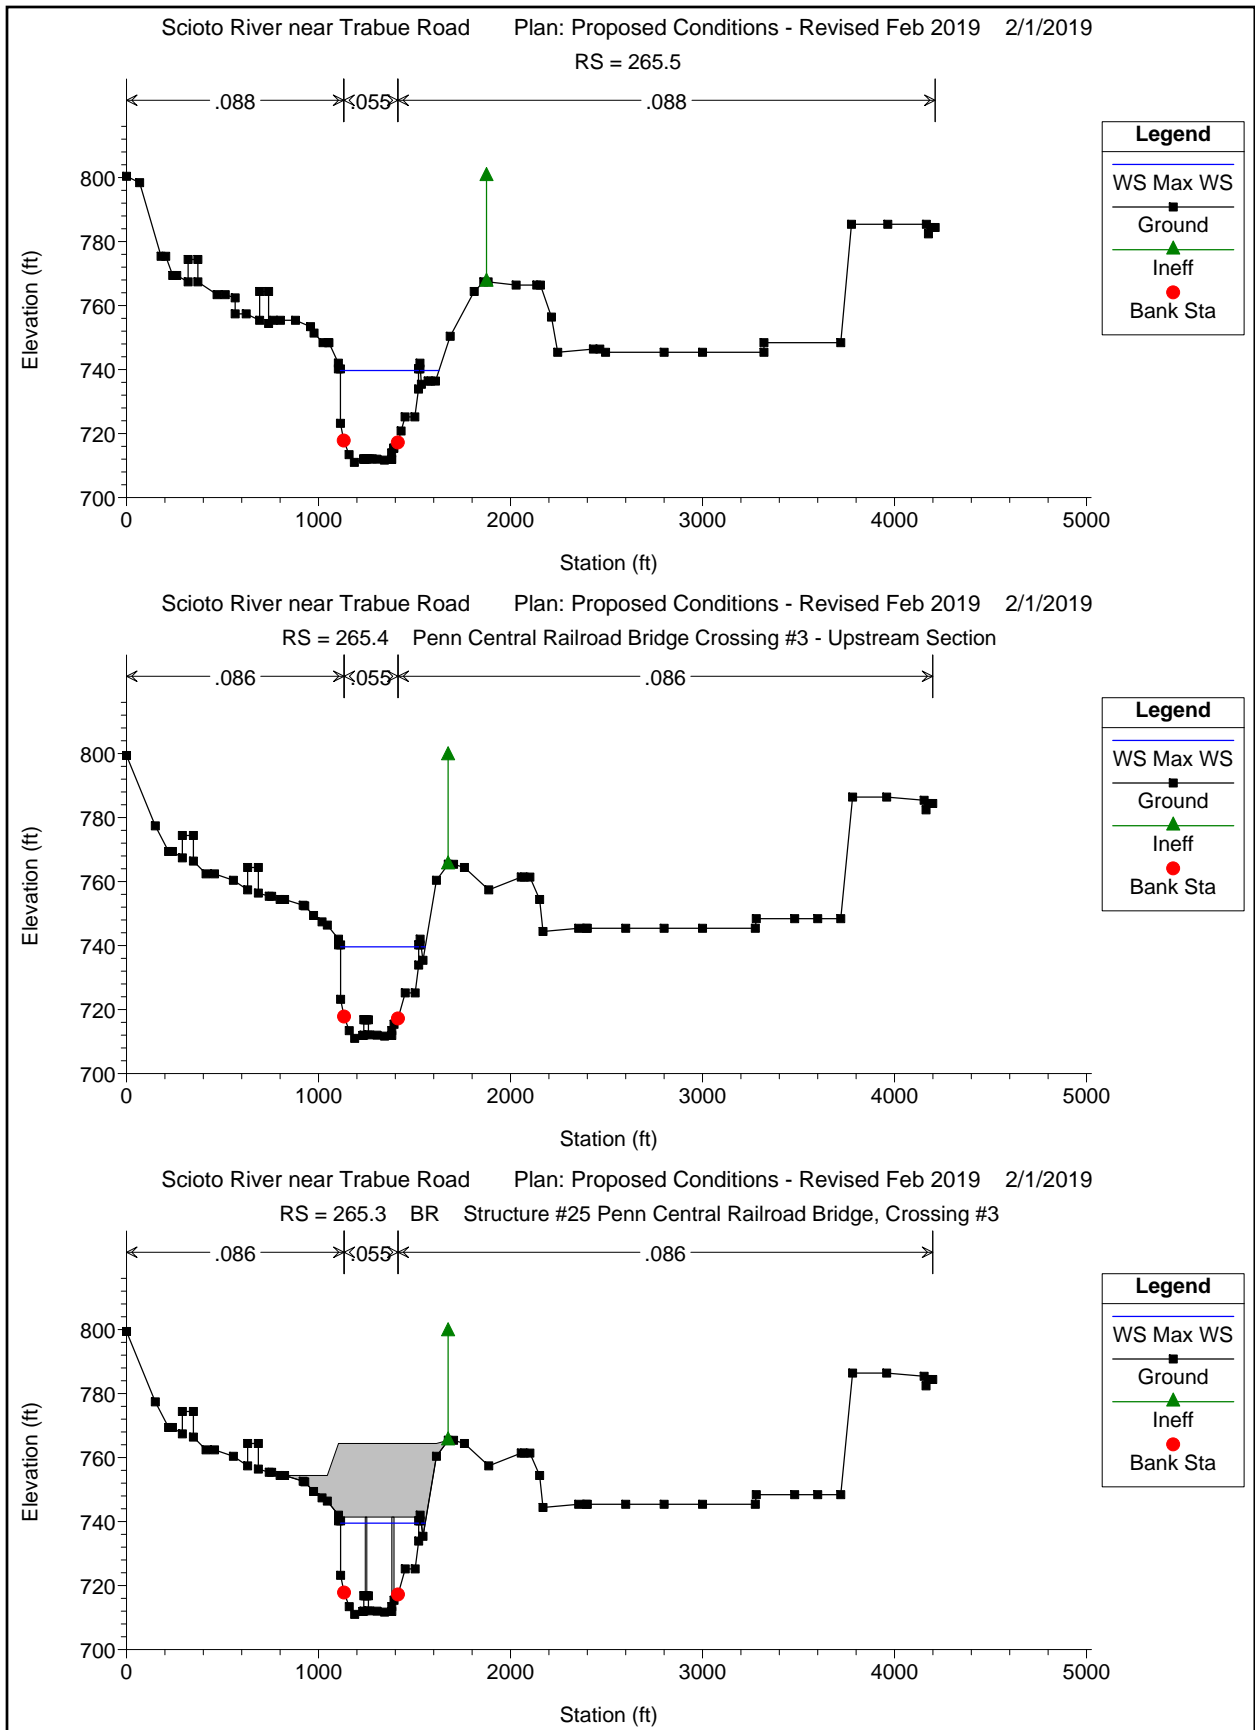 Scioto River near Trabue Road Plan: Proposed Conditions - Revised Feb 2019 2/1/2019
RS = 265.5
.088 .055 .088
Legend
WS Max WS
Ground
Ineff
Bank Sta
800
780
760
740
720
700
Elevation (ft)
0 1000 2000 3000 4000 5000
Station (ft)
Scioto River near Trabue Road Plan: Proposed Conditions - Revised Feb 2019 2/1/2019
RS = 265.4 Penn Central Railroad Bridge Crossing #3 - Upstream Section
.086 .055 .086
Legend
WS Max WS
Ground
Ineff
Bank Sta
800
780
760
740
720
700
Elevation (ft)
0 1000 2000 3000 4000 5000
Station (ft)
Scioto River near Trabue Road Plan: Proposed Conditions - Revised Feb 2019 2/1/2019
RS = 265.3 BR Structure #25 Penn Central Railroad Bridge, Crossing #3
.086 .055 .086
Legend
WS Max WS
Ground
Ineff
Bank Sta
800
780
760
740
720
700
Elevation (ft)
0 1000 2000 3000 4000 5000
Station (ft)